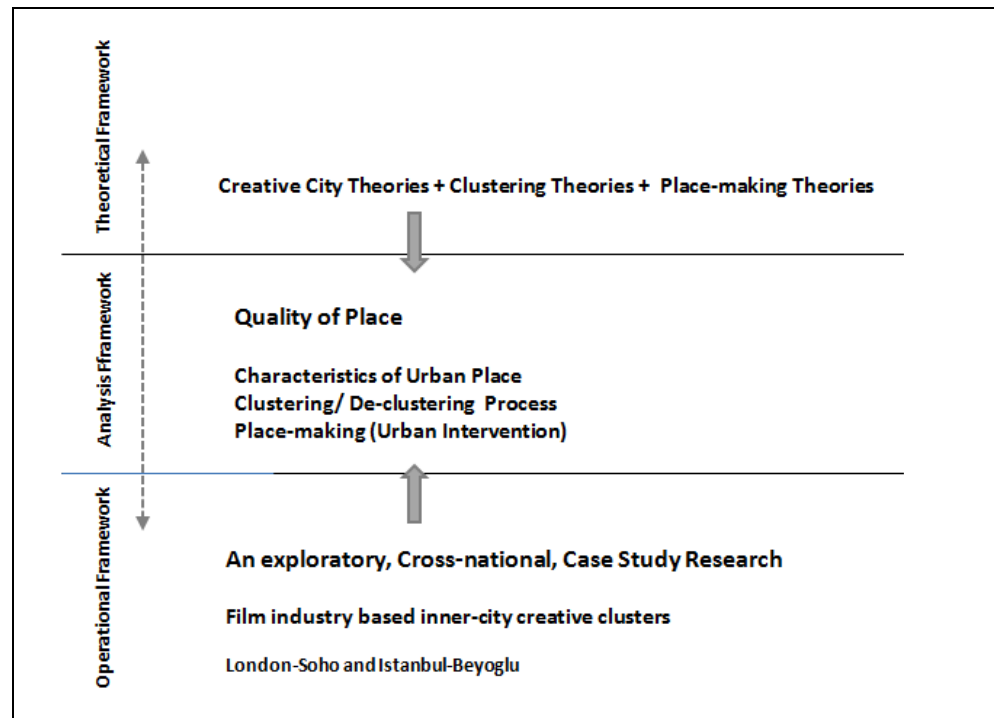 Theoretical Framework
Creative City Theories + Clustering Theories + Place-making Theories
Analysis Fframework
Quality of Place
Characteristics of Urban Place
Clustering/ De-clustering Process
Place-making (Urban Intervention)
Operational Framework
An exploratory, Cross-national, Case Study Research
Film industry based inner-city creative clusters
London-Soho and Istanbul-Beyoglu